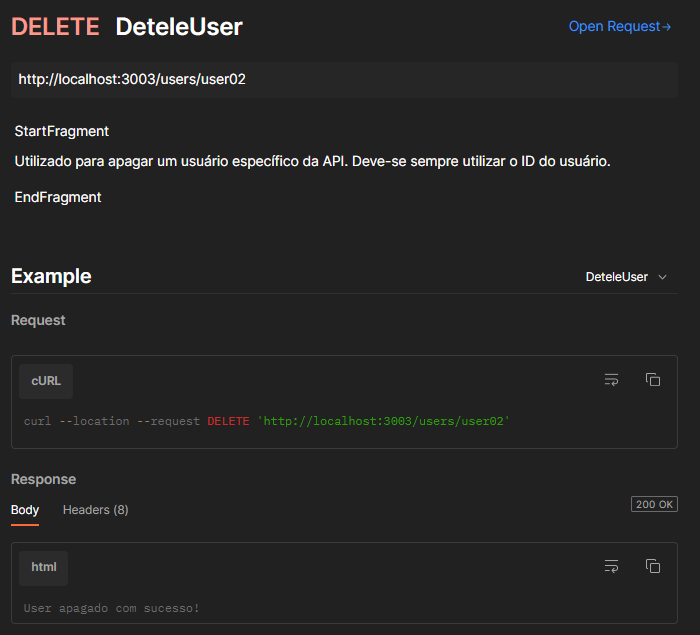 DELETE DeteleUser
Open Request→
http://localhost:3003/users/user02
StartFragment
Utilizado para apagar um usuário específico da API. Deve-se sempre utilizar o ID do usuário.
EndFragment
Example
DeteleUser
Request
cURL
curl --location --request DELETE 'http://localhost:3003/users/user02'
Response
Body Headers (8)
200 OK
html
User apagado com sucesso!